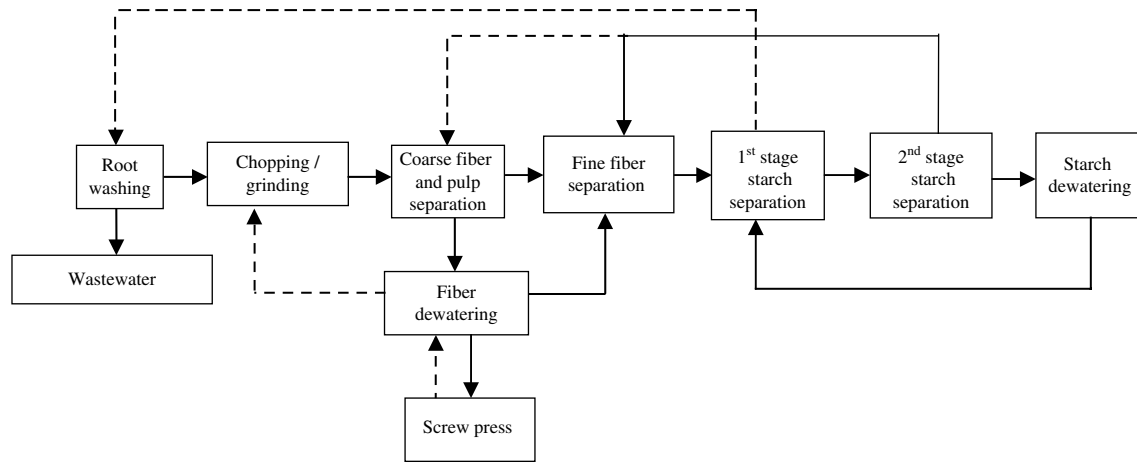 Root
washing
Chopping /
grinding
Coarse fiber
and pulp
separation
Fine fiber
separation
1st stage
starch
separation
2nd stage
starch
separation
Starch
dewatering
Wastewater
Fiber
dewatering
Screw press